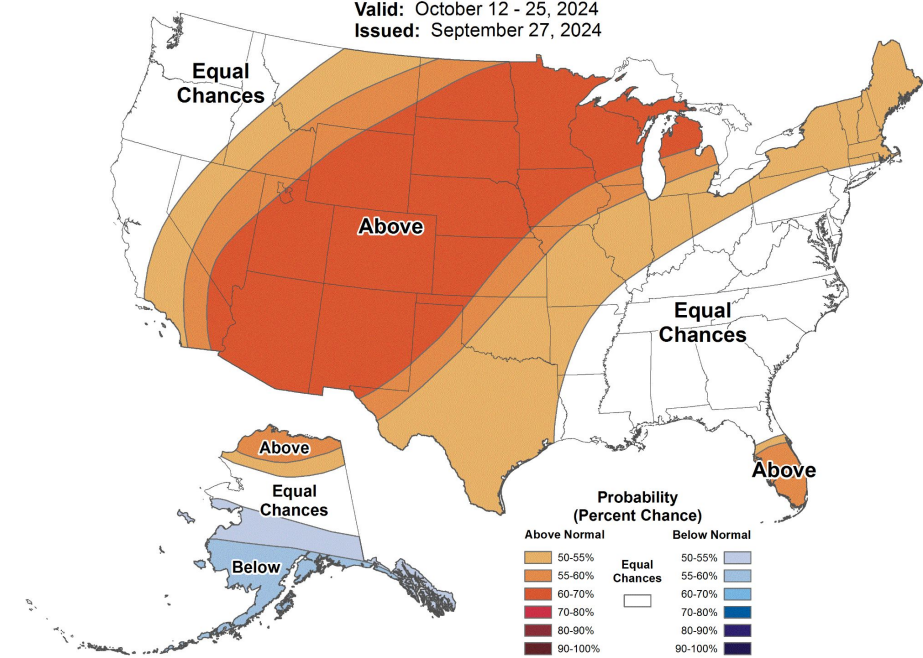 Valid: October 12 - 25, 2024
Issued: September 27, 2024
Equal
Chances
Above
Equal
Chances
Above
Above
Equal
Chances
Below
Probability
(Percent Chance)
Above Normal
Below Normal
Equal
Chances
50-55%
55-60%
60-70%
70-80%
80-90%
90-100%
50-55%
55-60%
60-70%
70-80%
80-90%
90-100%